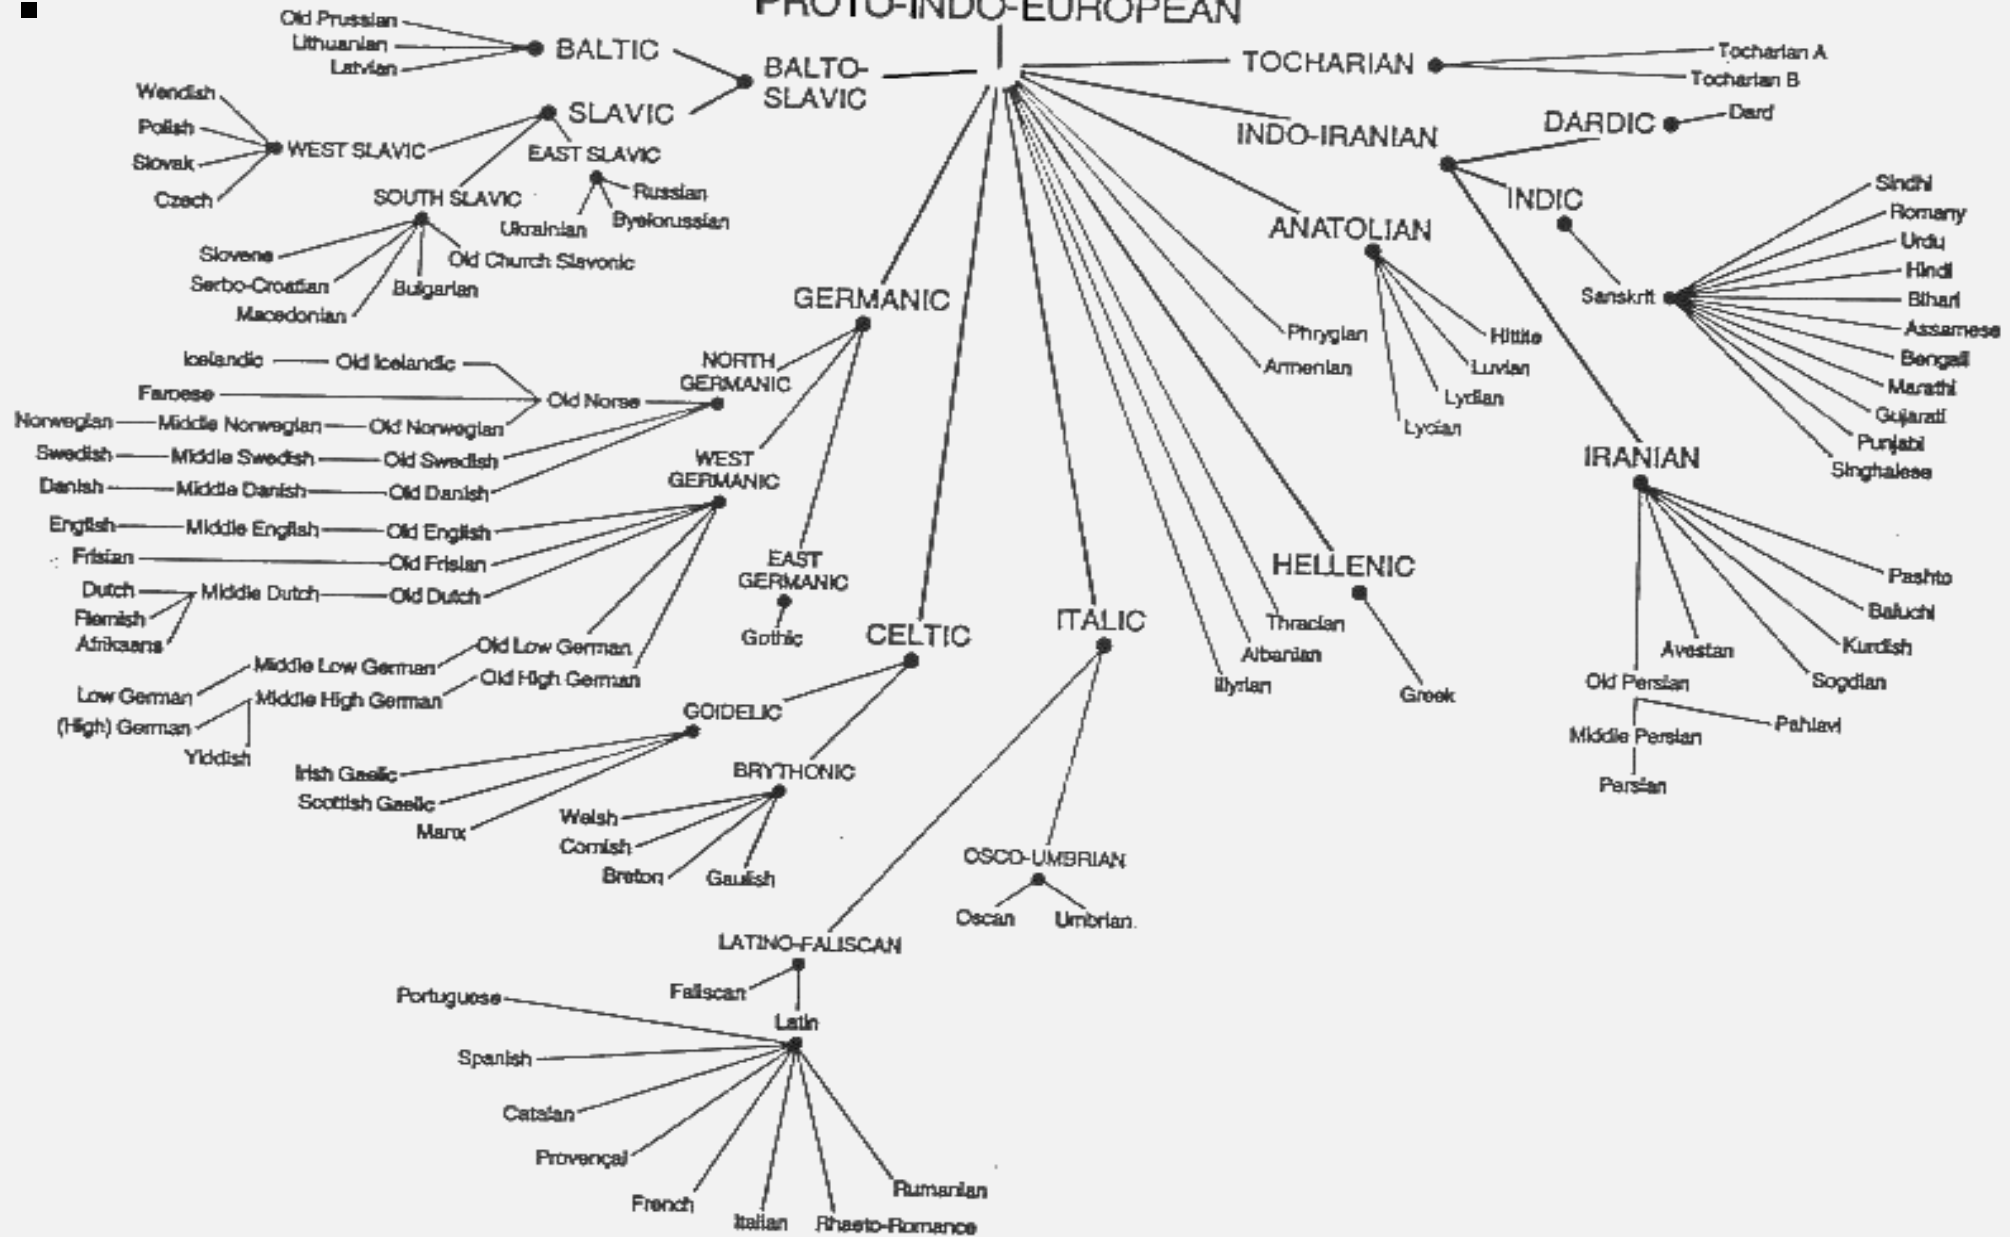 PROTO-INDO-EUROPEAN
Old Prussian
Lithuanian
Latvian
BALTIC
BALTO-
SLAVIC
SLAVIC
Wendish
Polish
Slovak
Czech
WEST SLAVIC
EAST SLAVIC
Russian
Byelorussian
Ukrainian
SOUTH SLAVIC
Slovene
Serbo-Croatian
Macedonian
Bulgarian
Old Church Slavonic
TOCHARIAN
Tocharian A
Tocharian B
INDO-IRANIAN
DARDIC
Dard
INDIC
Sanskrit
Sindhi
Romany
Urdu
Hindi
Bihari
Assamese
Bengali
Marathi
Gujarati
Punjabi
Singhalese
ANATOLIAN
Hittite
Luvian
Lydian
Lycian
Phrygian
Armenian
IRANIAN
Pashto
Baluchi
Kurdish
Sogdian
Avestan
Old Persian
Pahlavi
Middle Persian
Persian
GERMANIC
NORTH
GERMANIC
Icelandic Old Icelandic
Faroese Old Norse
Norwegian Middle Norwegian Old Norwegian
Swedish Middle Swedish Old Swedish
Danish Middle Danish Old Danish
WEST
GERMANIC
English Middle English Old English
Frisian Old Frisian
Dutch Middle Dutch Old Dutch
Flemish
Afrikaans
Low German Middle Low German Old Low German
(High) German Middle High German Old High German
Yiddish
EAST
GERMANIC
Gothic
CELTIC
GOIDELIC
Irish Gaelic
Scottish Gaelic
Manx
BRYTHONIC
Welsh
Cornish
Breton
Gaulish
ITALIC
OSCO-UMBRIAN
Oscan
Umbrian
LATINO-FALISCAN
Faliscan
Latin
Portuguese
Spanish
Catalan
Provençal
French
Italian
Rhaeto-Romance
Rumanian
HELLENIC
Greek
Thracian
Albanian
Illyrian